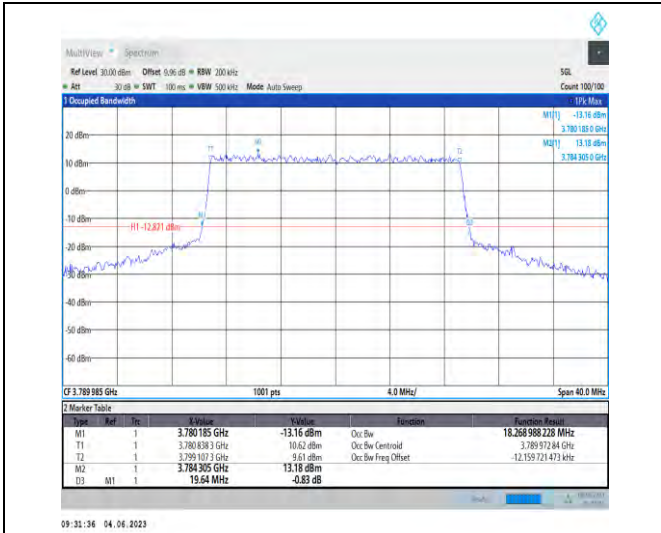 MultiView Spectrum
Ref Level 30.00 dBm Offset 9.96 dB RBW 200 kHz SGL
Att 30 dB SWT 100 ms VBW 500 kHz Mode Auto Sweep Count 100/100
1 Occupied Bandwidth 1Pk Max
M1[1] -13.16 dBm
3.780 185 0 GHz
M2[1] 13.18 dBm
3.784 305 0 GHz
20 dBm
T1 M2 T2
10 dBm
0 dBm
-10 dBm
M1 D3
H1 -12.821 dBm
-20 dBm
-30 dBm
-40 dBm
-50 dBm
-60 dBm
CF 3.789 985 GHz 1001 pts 4.0 MHz/ Span 40.0 MHz
2 Marker Table
Type Ref Trc X-Value Y-Value Function Function Result
M1 1 3.780 185 GHz -13.16 dBm Occ Bw 18.268 988 228 MHz
T1 1 3.780 838 3 GHz 10.62 dBm Occ Bw Centroid 3.789 972 84 GHz
T2 1 3.799 107 3 GHz 9.61 dBm Occ Bw Freq Offset -12.159 721 473 kHz
M2 1 3.784 305 GHz 13.18 dBm
D3 M1 1 19.64 MHz -0.83 dB
09:31:36 04.06.2023